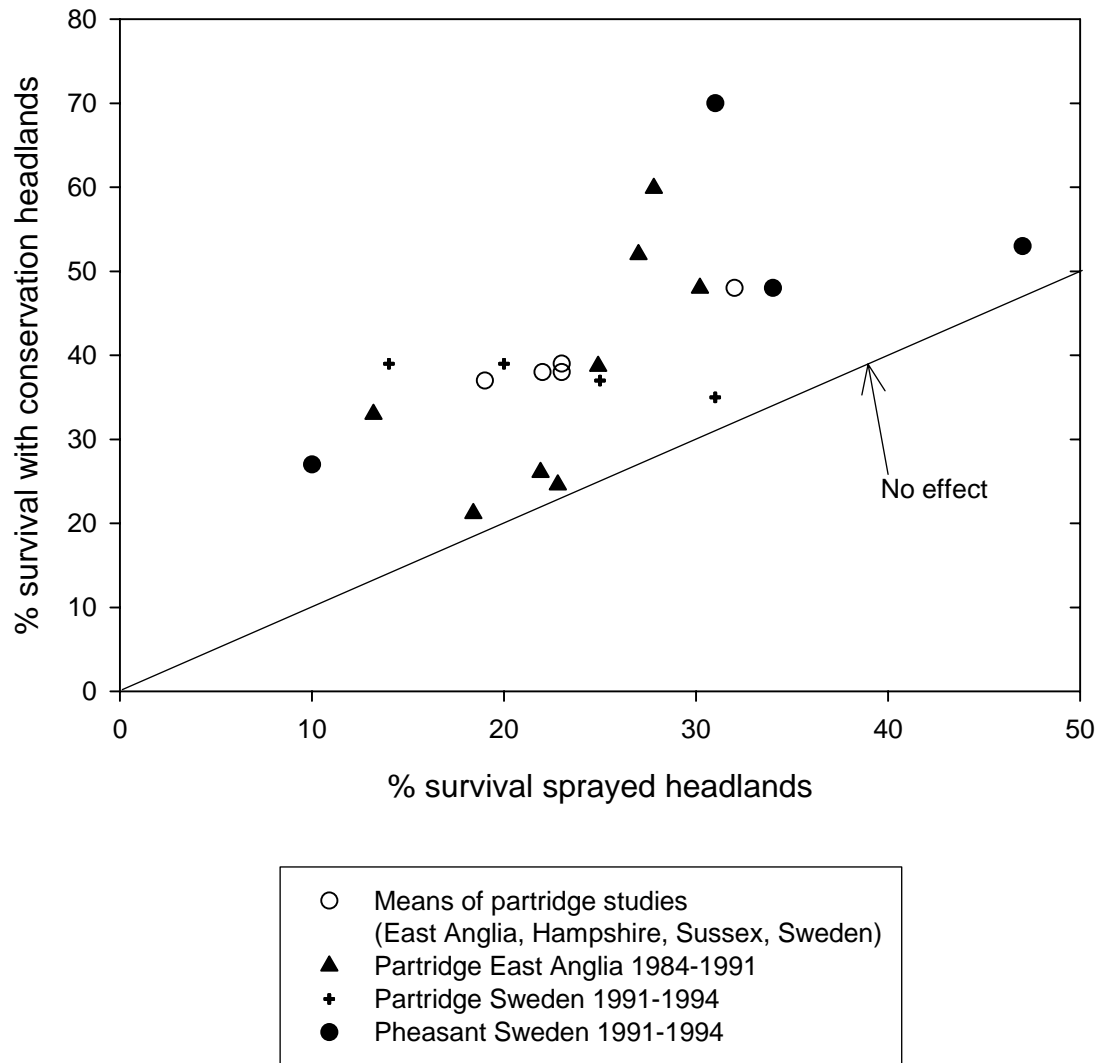 % survival with conservation headlands
80
70
60
50
40
30
20
10
0
No effect
0 10 20 30 40 50
% survival sprayed headlands
Means of partridge studies
(East Anglia, Hampshire, Sussex, Sweden)
Partridge East Anglia 1984-1991
Partridge Sweden 1991-1994
Pheasant Sweden 1991-1994